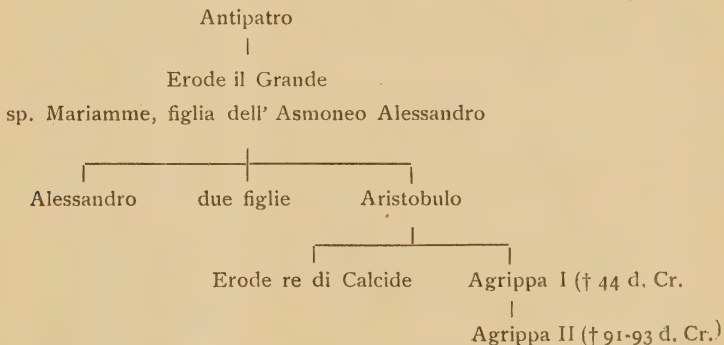 Antipatro
Erode il Grande
sp. Mariamme, figlia dell' Asmoneo Alessandro
Alessandro due figlie Aristobulo
Erode re di Calcide Agrippa I († 44 d. Cr.
Agrippa II († 91-93 d. Cr.)